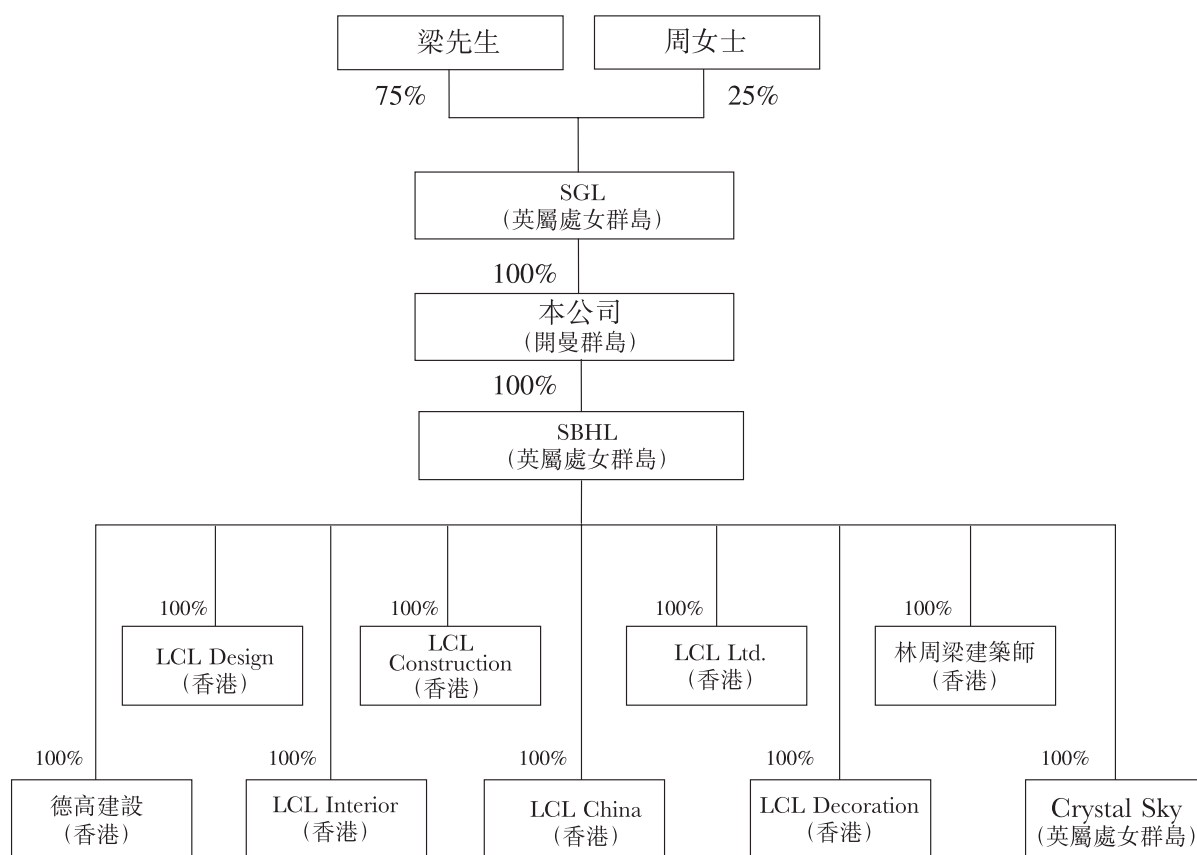 梁先生
周女士
75%
25%
SGL
(英屬處女群島)
100%
本公司
(開曼群島)
100%
SBHL
(英屬處女群島)
100%
100%
100%
100%
LCL Design
(香港)
LCL
Construction
(香港)
LCL Ltd.
(香港)
林周梁建築師
(香港)
100%
100%
100%
100%
100%
德高建設
(香港)
LCL Interior
(香港)
LCL China
(香港)
LCL Decoration
(香港)
Crystal Sky
(英屬處女群島)